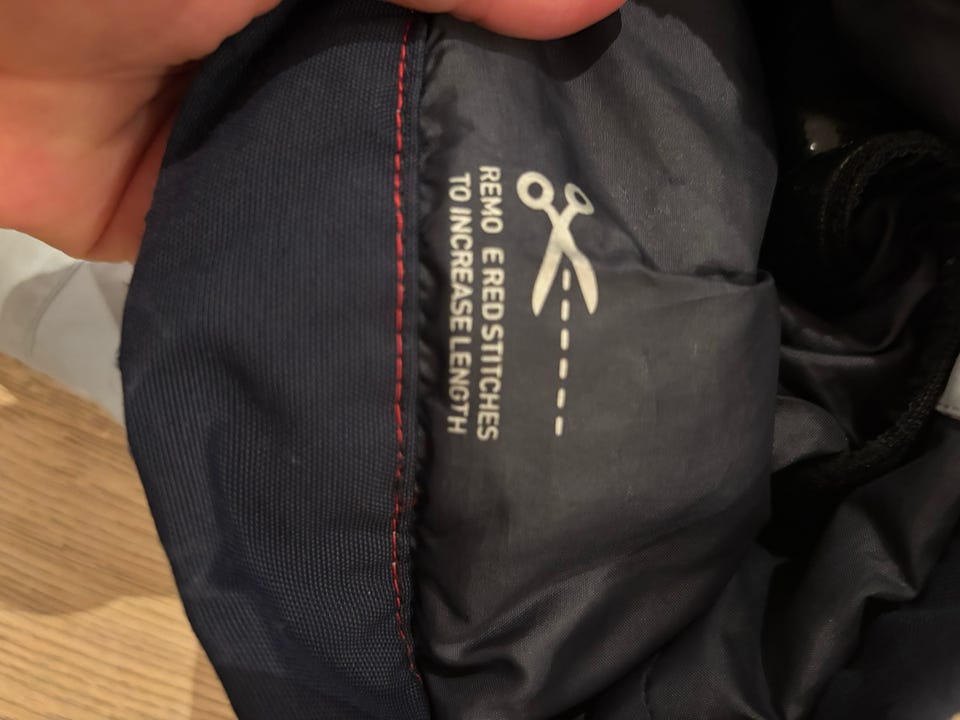 REMO E RED STITCHES
TO INCREASE LENGTH